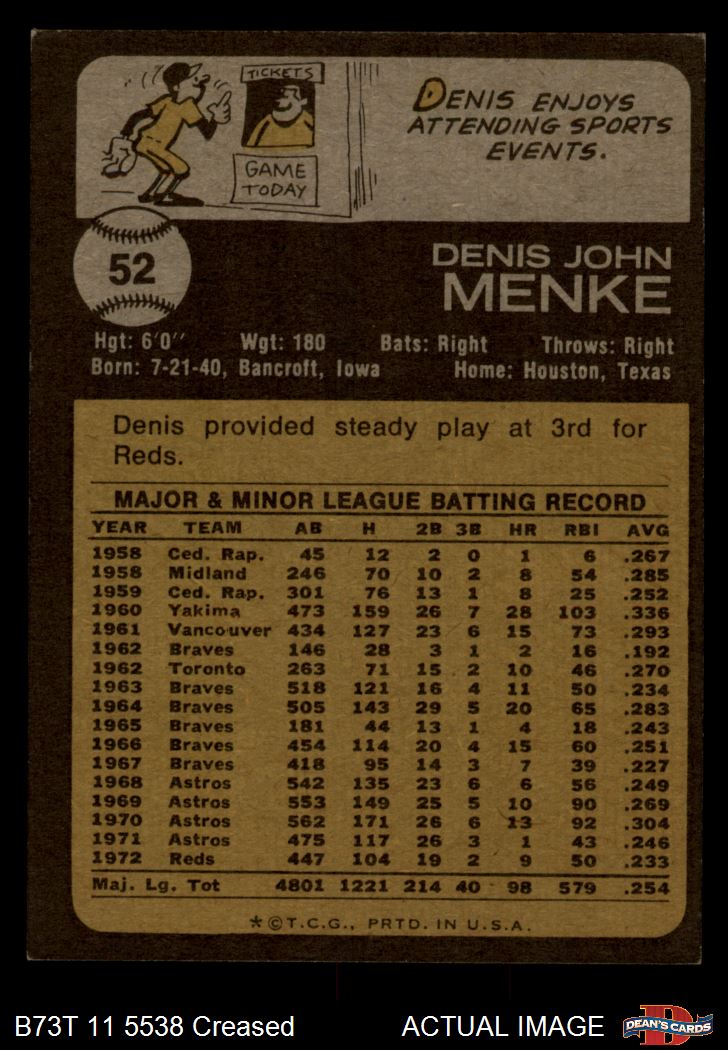 TICKETS
GAME
TODAY
DENIS ENJOYS
ATTENDING SPORTS
EVENTS.
52
DENIS JOHN
MENKE
Hgt: 6'0" Wgt: 180 Bats: Right Throws: Right
Born: 7-21-40, Bancroft, Iowa Home: Houston, Texas
Denis provided steady play at 3rd for
Reds.
MAJOR & MINOR LEAGUE BATTING RECORD
YEAR TEAM AB H 2B 3B HR RBI AVG
1958 Ced. Rap. 45 12 2 0 1 6 .267
1958 Midland 246 70 10 2 8 54 .285
1959 Ced. Rap. 301 76 13 1 8 25 .252
1960 Yakima 473 159 26 7 28 103 .336
1961 Vancouver 434 127 23 6 15 73 .293
1962 Braves 146 28 3 1 2 16 .192
1962 Toronto 263 71 15 2 10 46 .270
1963 Braves 518 121 16 4 11 50 .234
1964 Braves 505 143 29 5 20 65 .283
1965 Braves 181 44 13 1 4 18 .243
1966 Braves 454 114 20 4 15 60 .251
1967 Braves 418 95 14 3 7 39 .227
1968 Astros 542 135 23 6 6 56 .249
1969 Astros 553 149 25 5 10 90 .269
1970 Astros 562 171 26 6 13 92 .304
1971 Astros 475 117 26 3 1 43 .246
1972 Reds 447 104 19 2 9 50 .233
Maj. Lg. Tot 4801 1221 214 40 98 579 .254
*©T.C.G., PRTD. IN U.S.A.
B73T 11 5538 Creased ACTUAL IMAGE
D
DEAN'S CARDS